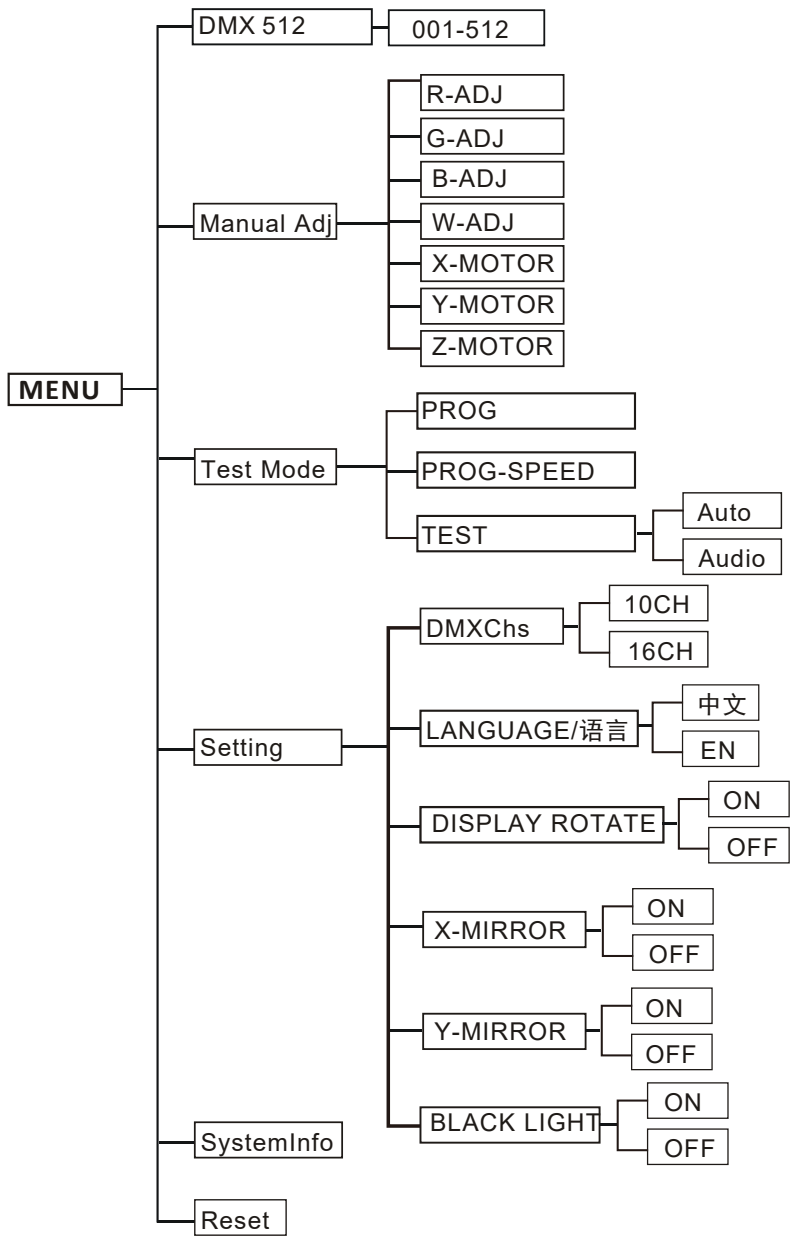 DMX 512
001-512
R-ADJ
G-ADJ
B-ADJ
Manual Adj
W-ADJ
X-MOTOR
Y-MOTOR
Z-MOTOR
MENU
PROG
Test Mode
PROG-SPEED
TEST
Auto
Audio
DMXChs
10CH
16CH
Setting
LANGUAGE/语言
中文
EN
DISPLAY ROTATE
ON
OFF
X-MIRROR
ON
OFF
Y-MIRROR
ON
OFF
BLACK LIGHT
ON
OFF
SystemInfo
Reset